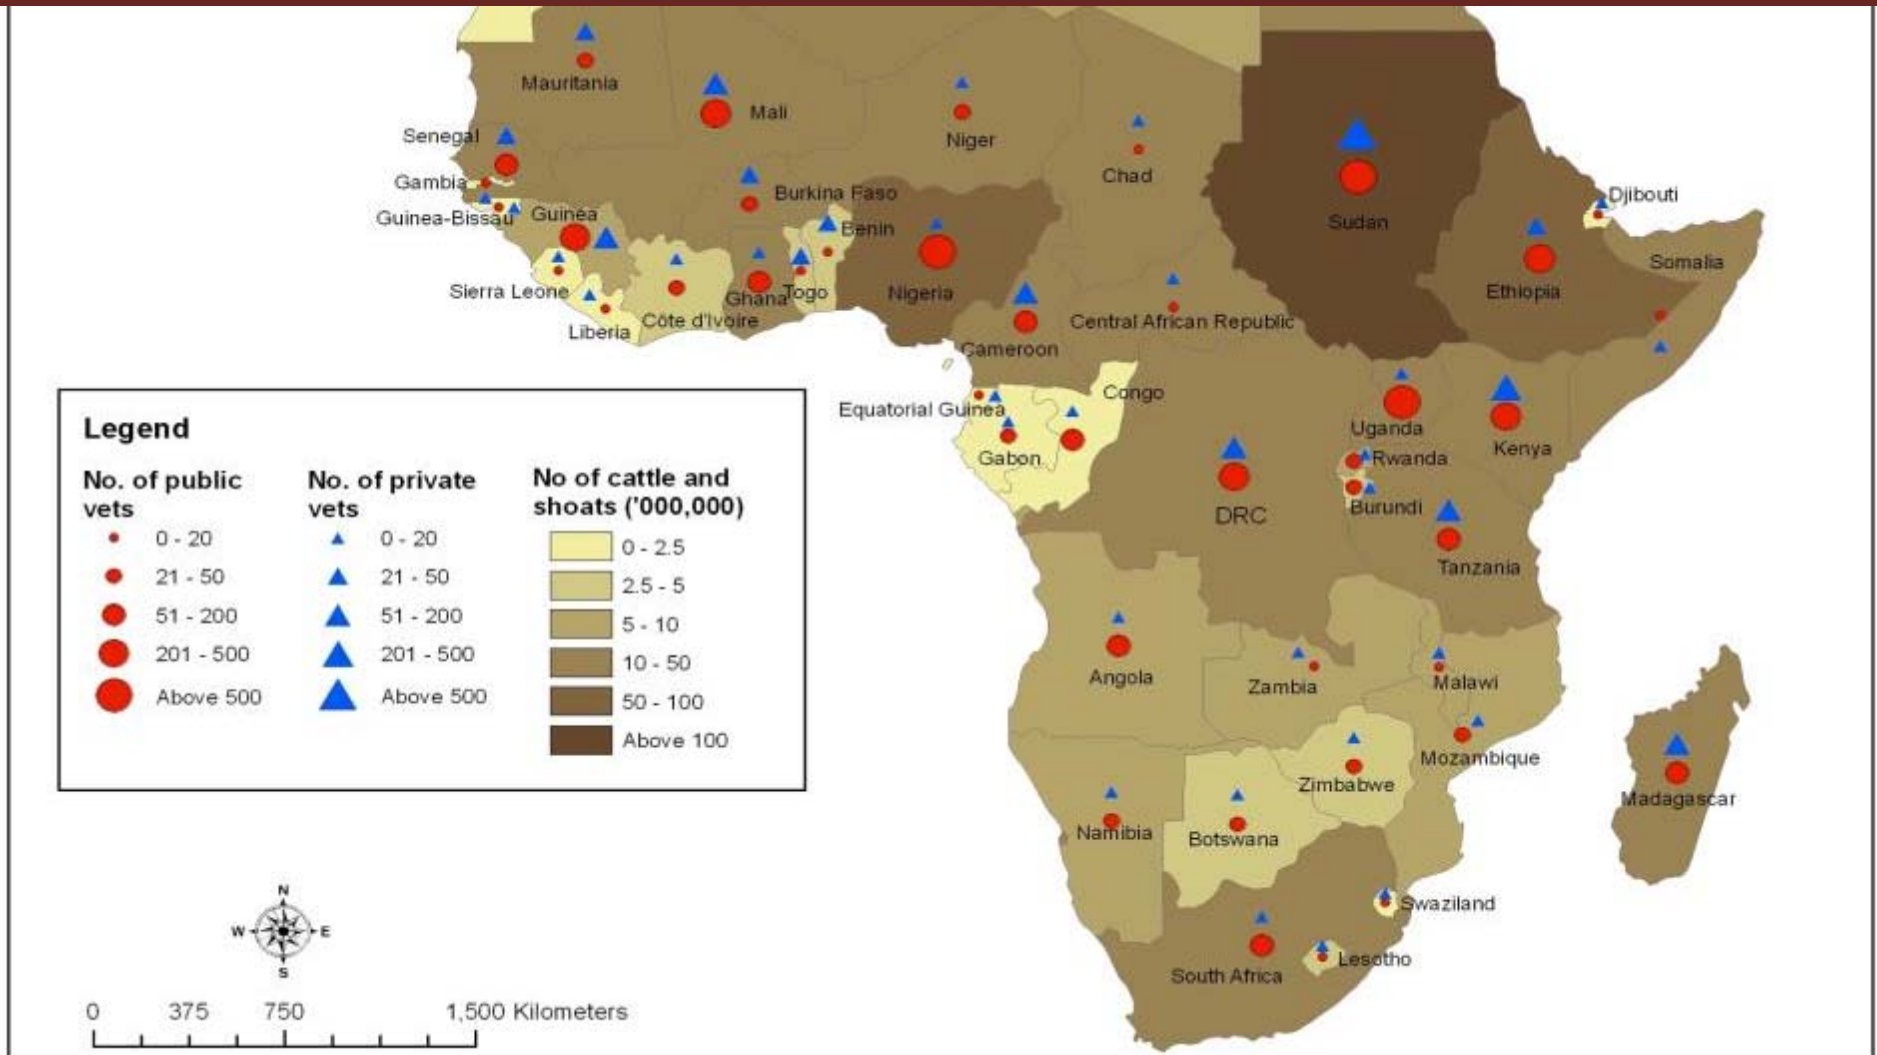 Mauritania
Mali
Niger
Chad
Sudan
Senegal
Gambia
Guinea-Bissau
Guinea
Burkina Faso
Benin
Djibouti
Somalia
Ethiopia
Sierra Leone
Liberia
Côte d'Ivoire
Ghana
Togo
Nigeria
Cameroon
Central African Republic
Equatorial Guinea
Congo
Gabon
Uganda
Kenya
Rwanda
DRC
Burundi
Tanzania
Angola
Zambia
Malawi
Mozambique
Zimbabwe
Madagascar
Namibia
Botswana
Swaziland
South Africa
Lesotho
Legend
No. of public
vets
0 - 20
21 - 50
51 - 200
201 - 500
Above 500
No. of private
vets
0 - 20
21 - 50
51 - 200
201 - 500
Above 500
No of cattle and
shoats ('000,000)
0 - 2.5
2.5 - 5
5 - 10
10 - 50
50 - 100
Above 100
N
W E
S
0 375 750 1,500 Kilometers